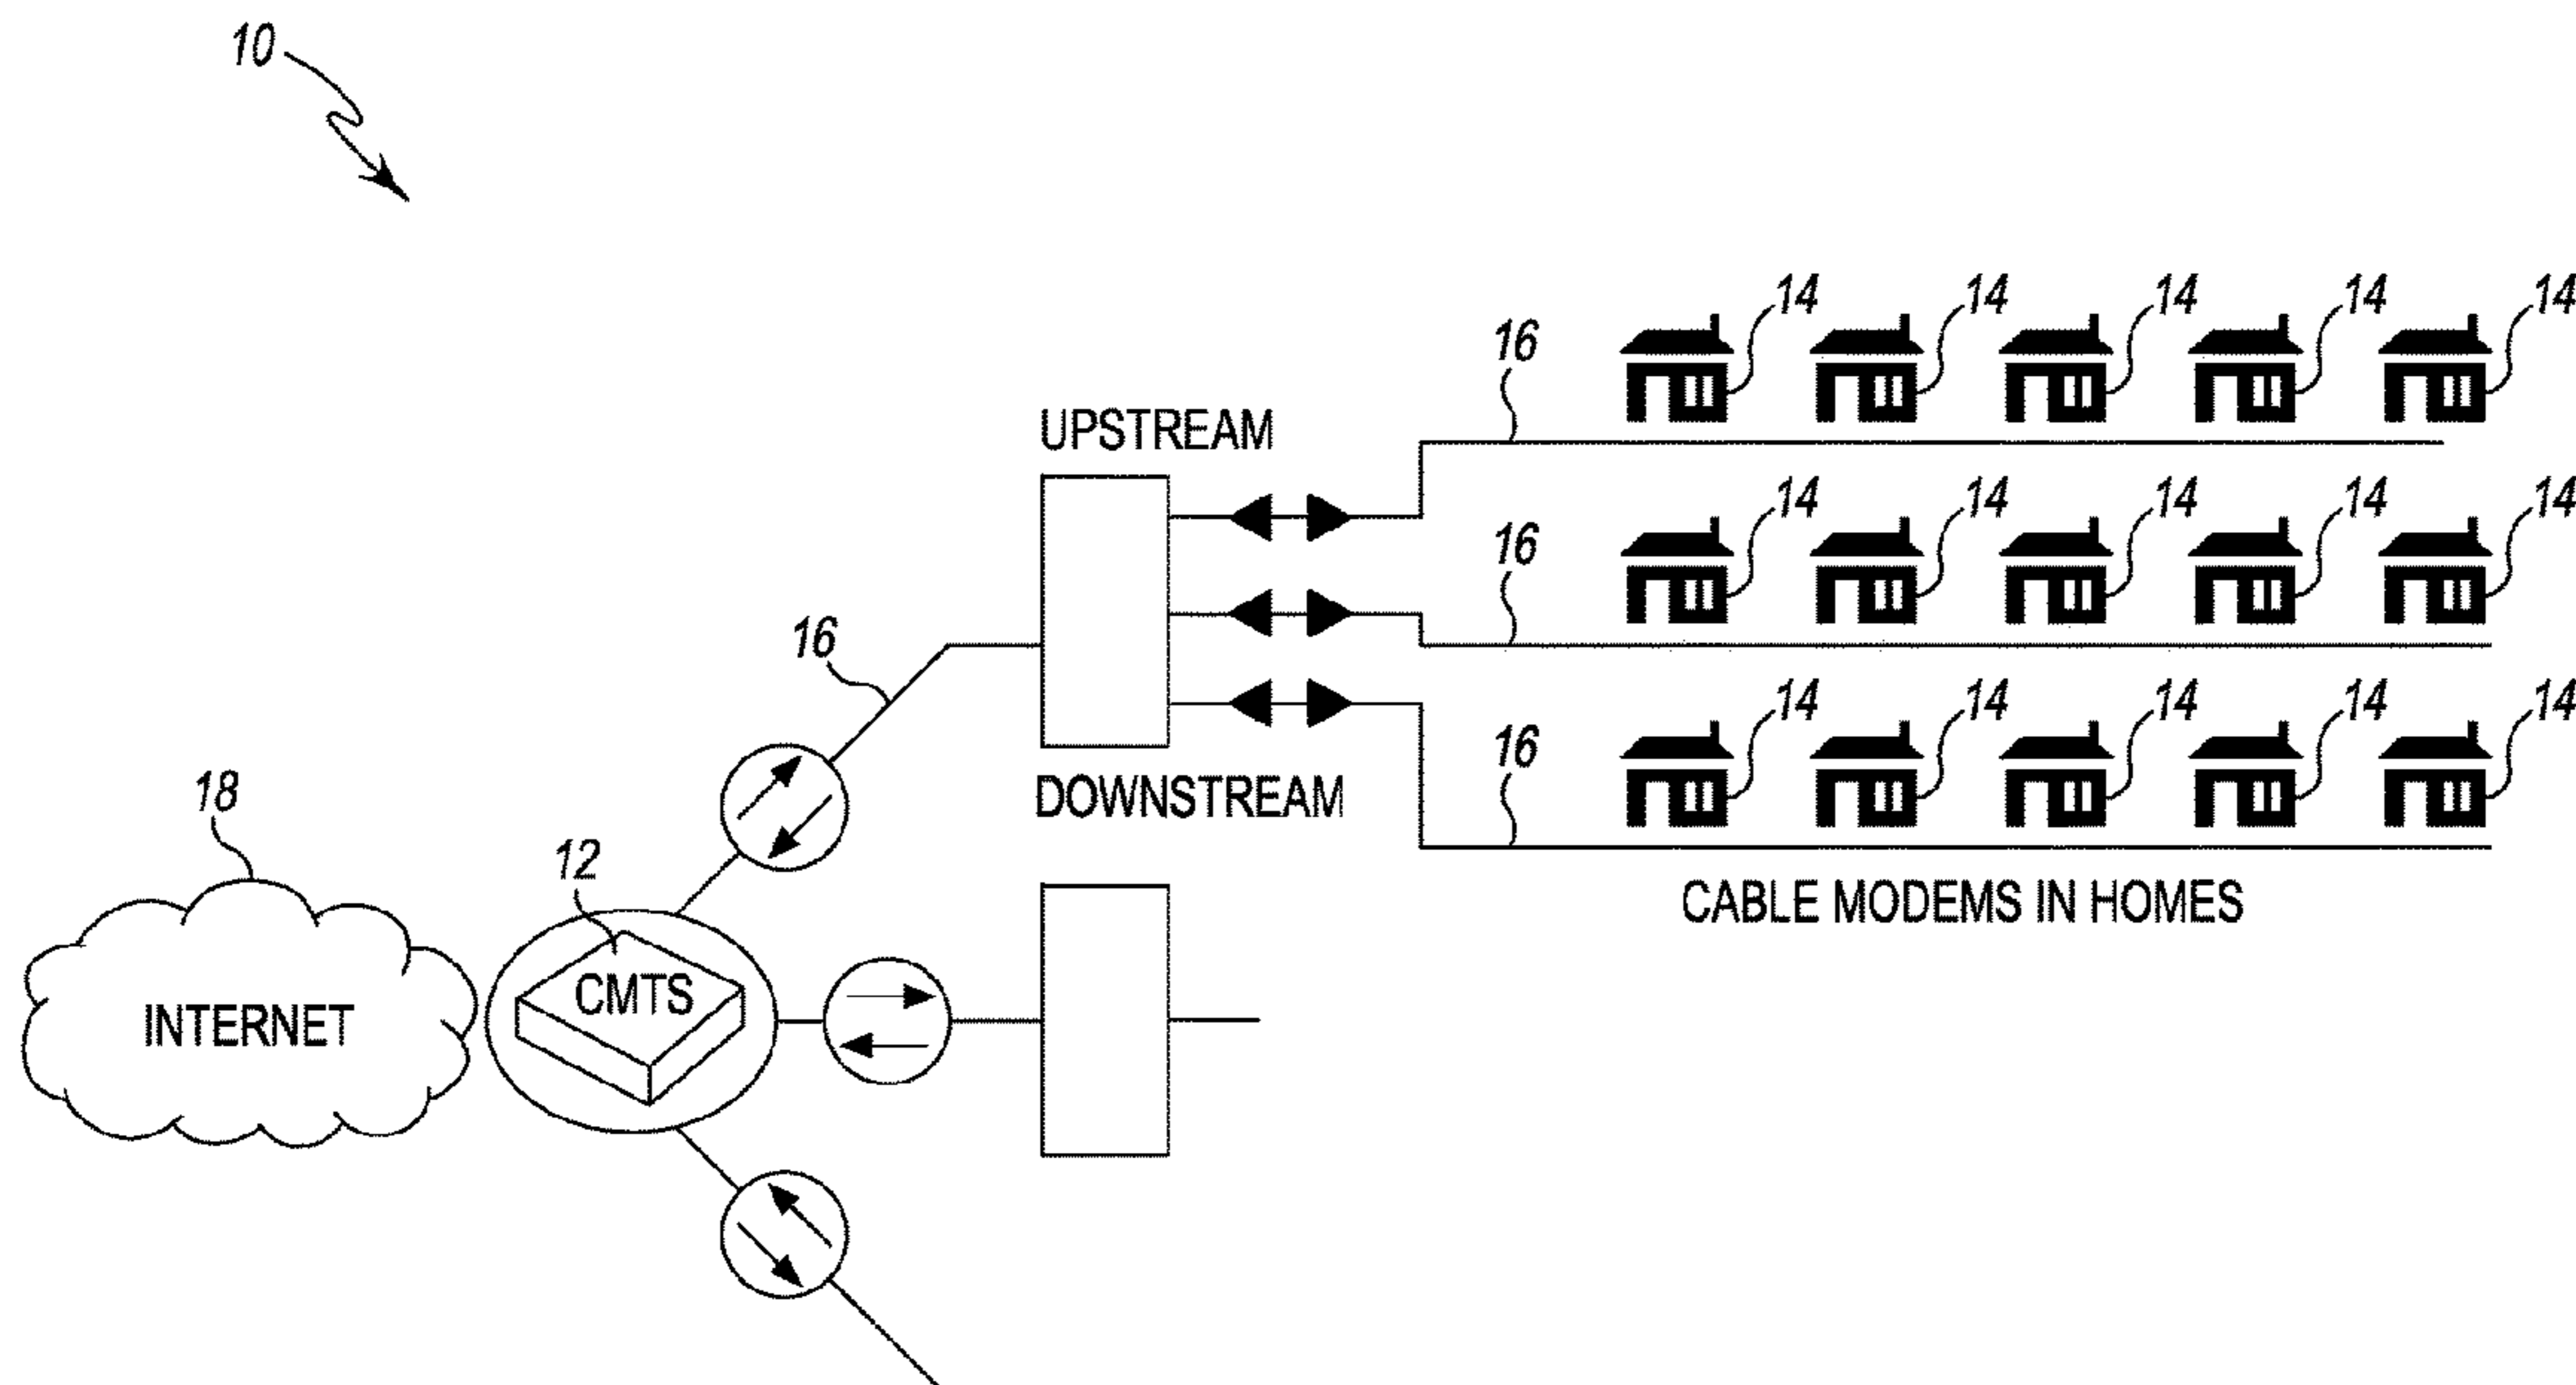 10
14 14 14 14 14
16
UPSTREAM
14 14 14 14 14
16
16
14 14 14 14 14
16
DOWNSTREAM
18
12
CABLE MODEMS IN HOMES
CMTS
INTERNET